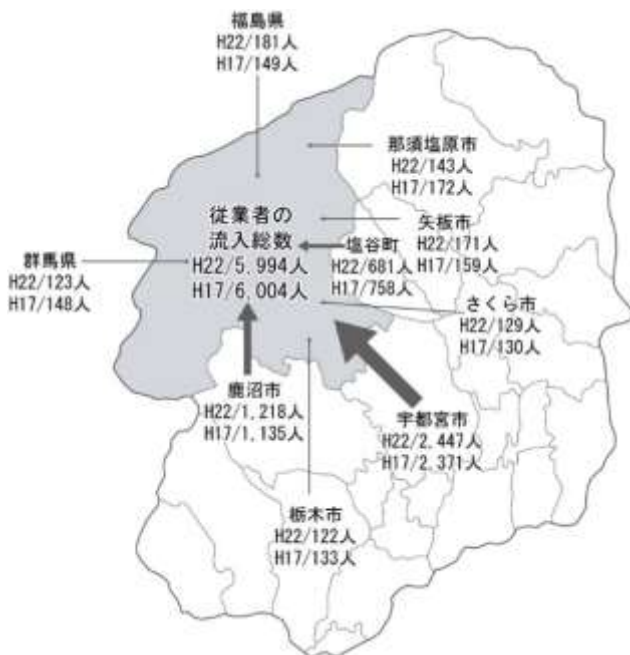 福島県
H22/181人
H17/149人
那須塩原市
H22/143人
H17/172人
従業者の
流入総数
H22/5,994人
H17/6,004人
矢板市
H22/171人
H17/159人
塩谷町
H22/681人
H17/758人
群馬県
H22/123人
H17/148人
さくら市
H22/129人
H17/130人
鹿沼市
H22/1,218人
H17/1,135人
宇都宮市
H22/2,447人
H17/2,371人
栃木市
H22/122人
H17/133人